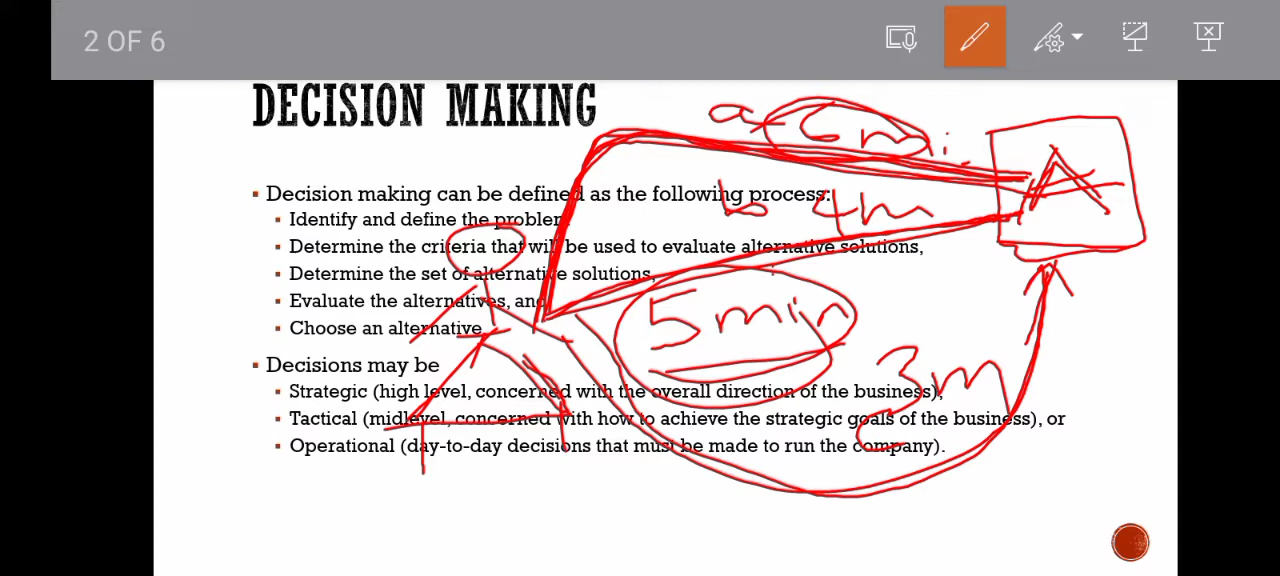 2 OF 6
DECISION MAKING
a 6 m
Decision making can be defined as the following process:
b 4m
Identify and define the problem
Determine the criteria that will be used to evaluate alternative solutions,
Determine the set of alternative solutions,
Evaluate the alternatives, and
5 min
Choose an alternative.
Decisions may be
3m
Strategic (high level, concerned with the overall direction of the business),
Tactical (midlevel, concerned with how to achieve the strategic goals of the business), or
c
Operational (day-to-day decisions that must be made to run the company).
A